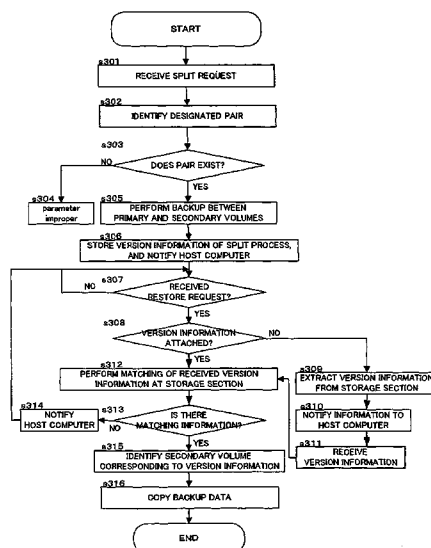 START
s301
RECEIVE SPLIT REQUEST
s302
IDENTIFY DESIGNATED PAIR
s303
NO
DOES PAIR EXIST?
YES
s304
parameter
improper
s305
PERFORM BACKUP BETWEEN
PRIMARY AND SECONDARY VOLUMES
s306
STORE VERSION INFORMATION OF SPLIT PROCESS,
AND NOTIFY HOST COMPUTER
s307
NO
RECEIVED
RESTORE REQUEST?
YES
s308
VERSION INFORMATION
ATTACHED?
NO
YES
s312
PERFORM MATCHING OF RECEIVED VERSION
INFORMATION AT STORAGE SECTION
s309
EXTRACT VERSION INFORMATION
FROM STORAGE SECTION
s310
NOTIFY INFORMATION TO
HOST COMPUTER
s311
RECEIVE
VERSION INFORMATION
s314
NOTIFY
HOST COMPUTER
s313
NO
IS THERE
MATCHING INFORMATION?
YES
s315
IDENTIFY SECONDARY VOLUME
CORRESPONDING TO VERSION INFORMATION
s316
COPY BACKUP DATA
END